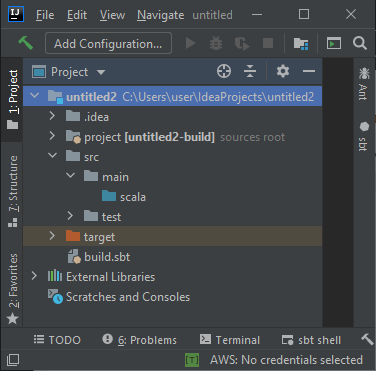 IJ File Edit View Navigate untitled
Add Configuration...
Project
1: Project
untitled2 C:\Users\user\IdeaProjects\untitled2
.idea
project [untitled2-build] sources root
src
main
scala
test
target
build.sbt
External Libraries
Scratches and Consoles
7: Structure
2: Favorites
Ant
sbt
TODO 6: Problems Terminal sbt shell
T AWS: No credentials selected